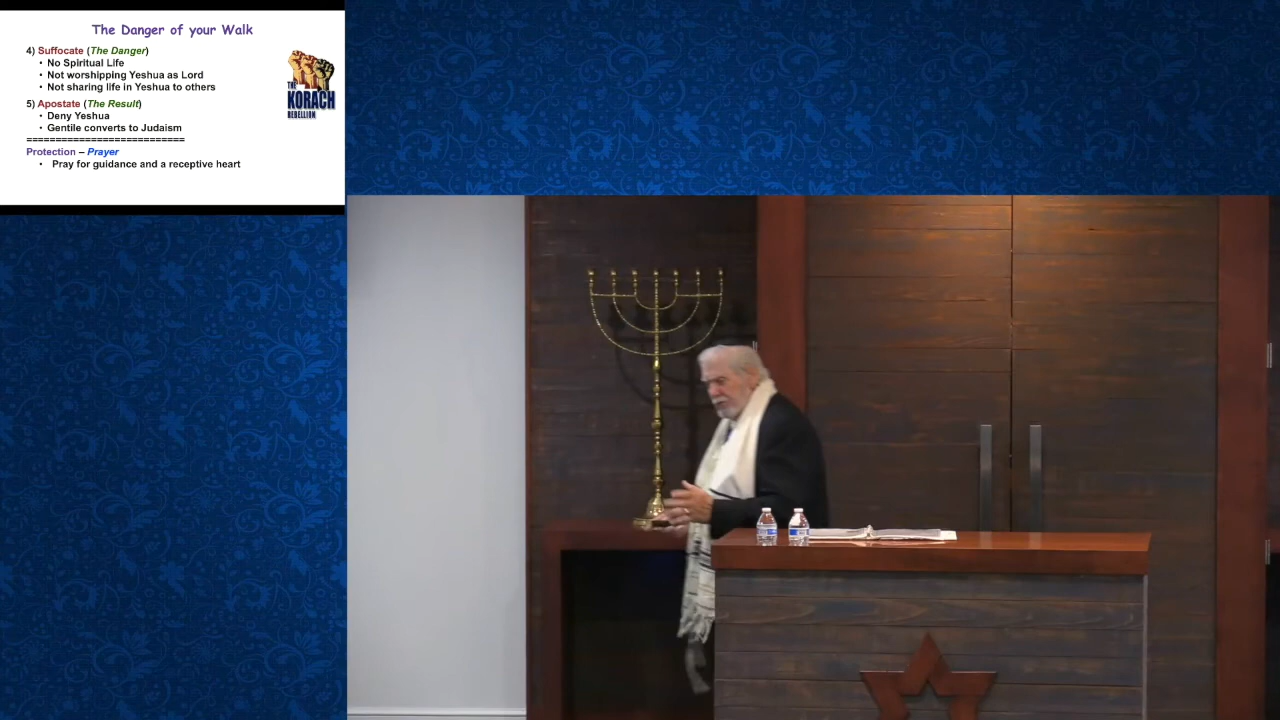 The Danger of your Walk
4) Suffocate (The Danger)
• No Spiritual Life
• Not worshipping Yeshua as Lord
• Not sharing life in Yeshua to others
THE
KORACH
REBELLION
5) Apostate (The Result)
• Deny Yeshua
• Gentile converts to Judaism
===========================
Protection – Prayer
• Pray for guidance and a receptive heart